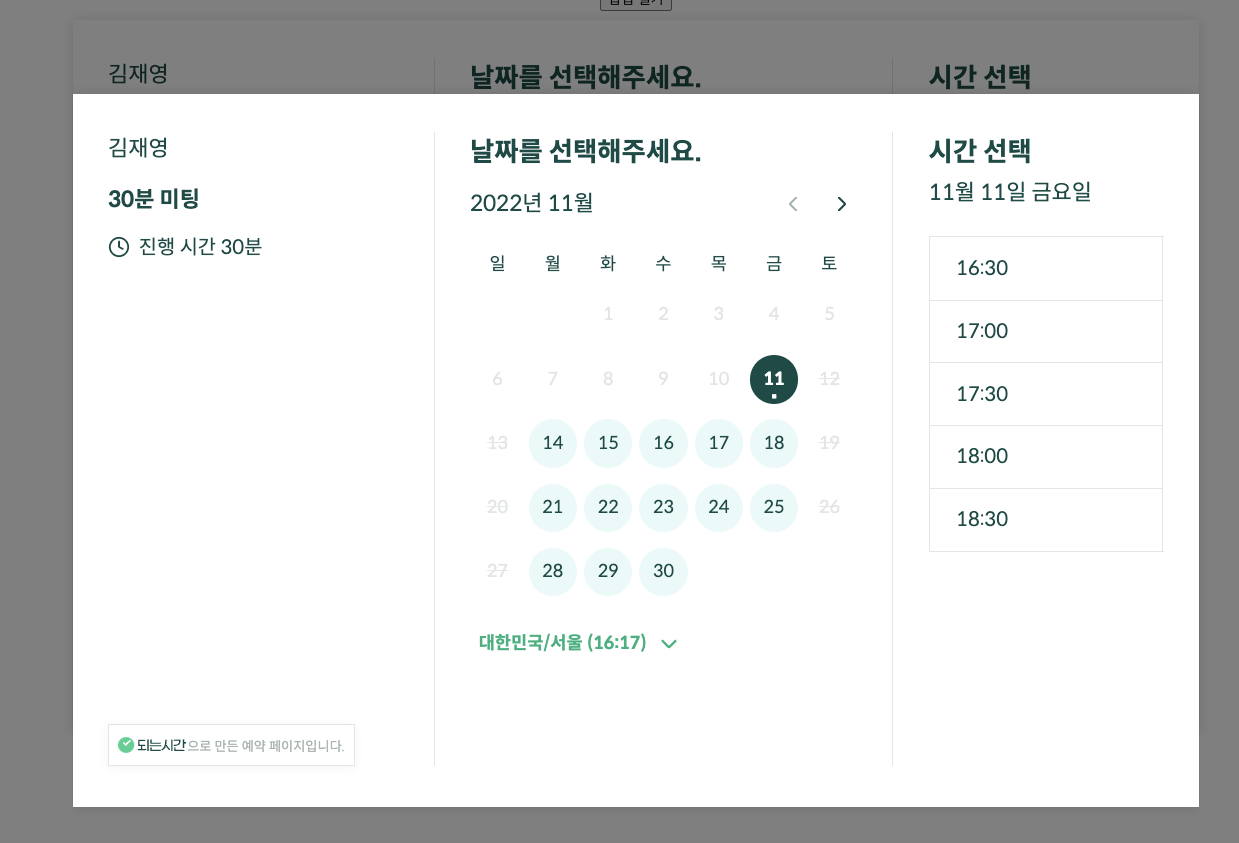 팝업 열기
김재영
날짜를 선택해주세요.
시간 선택
김재영
30분 미팅
진행 시간 30분
날짜를 선택해주세요.
2022년 11월
일 월 화 수 목 금 토
1 2 3 4 5
6 7 8 9 10 11 12
13 14 15 16 17 18 19
20 21 22 23 24 25 26
27 28 29 30
대한민국/서울 (16:17)
시간 선택
11월 11일 금요일
16:30
17:00
17:30
18:00
18:30
되는시간으로 만든 예약 페이지입니다.